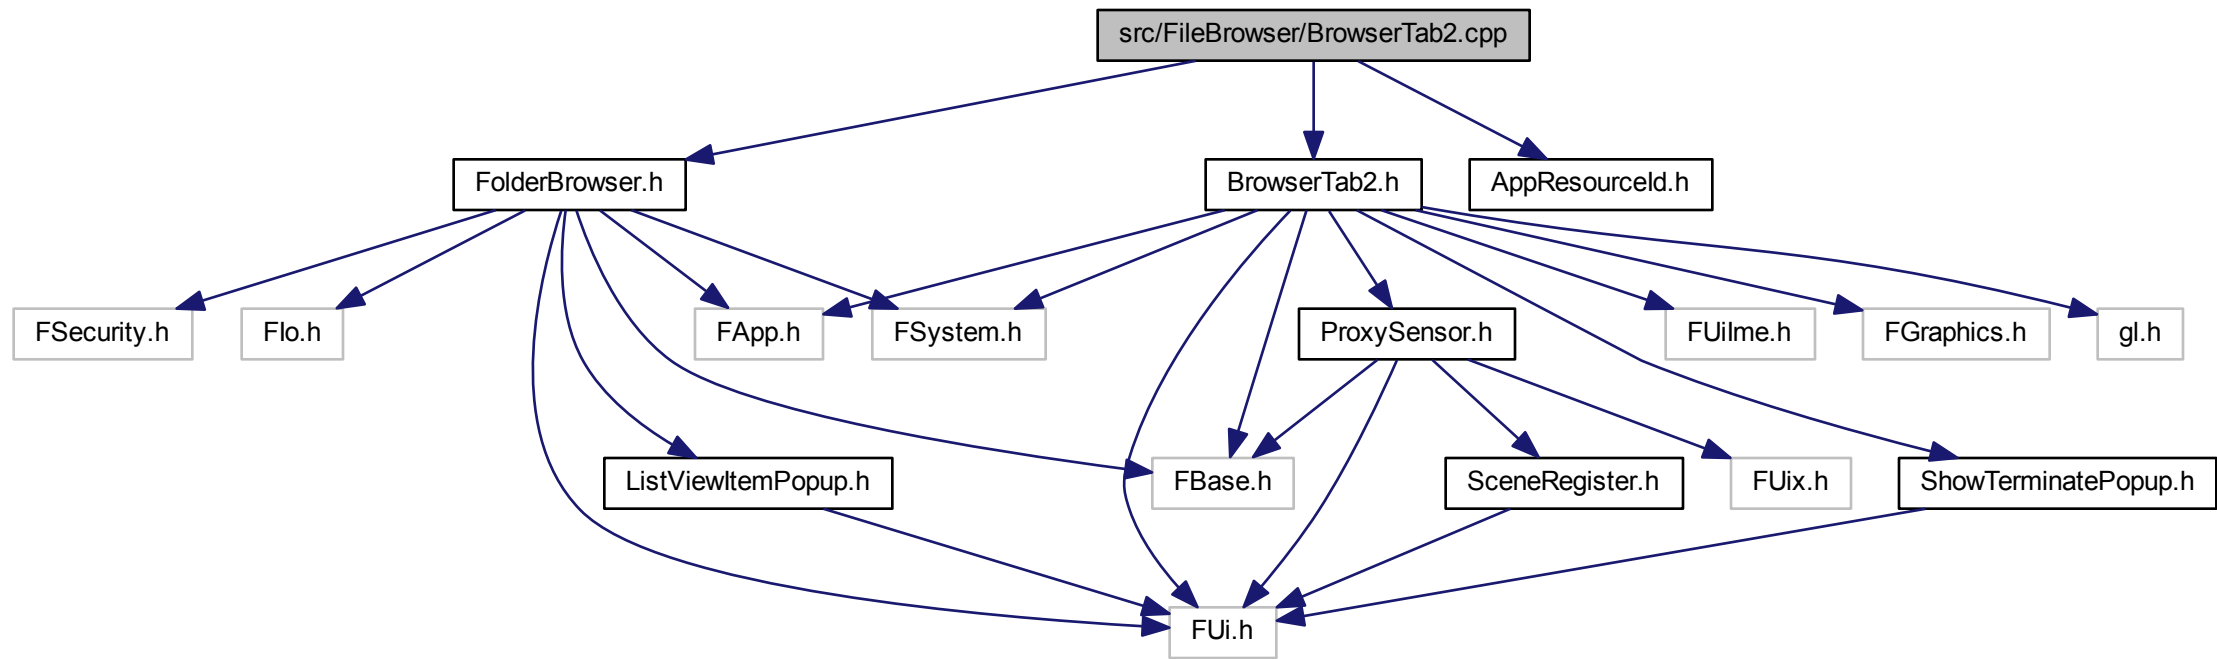 src/FileBrowser/BrowserTab2.cpp
FolderBrowser.h
BrowserTab2.h
AppResourceId.h
FSecurity.h
FIo.h
FApp.h
FSystem.h
ProxySensor.h
FUiIme.h
FGraphics.h
gl.h
ListViewItemPopup.h
FBase.h
SceneRegister.h
FUix.h
ShowTerminatePopup.h
FUi.h